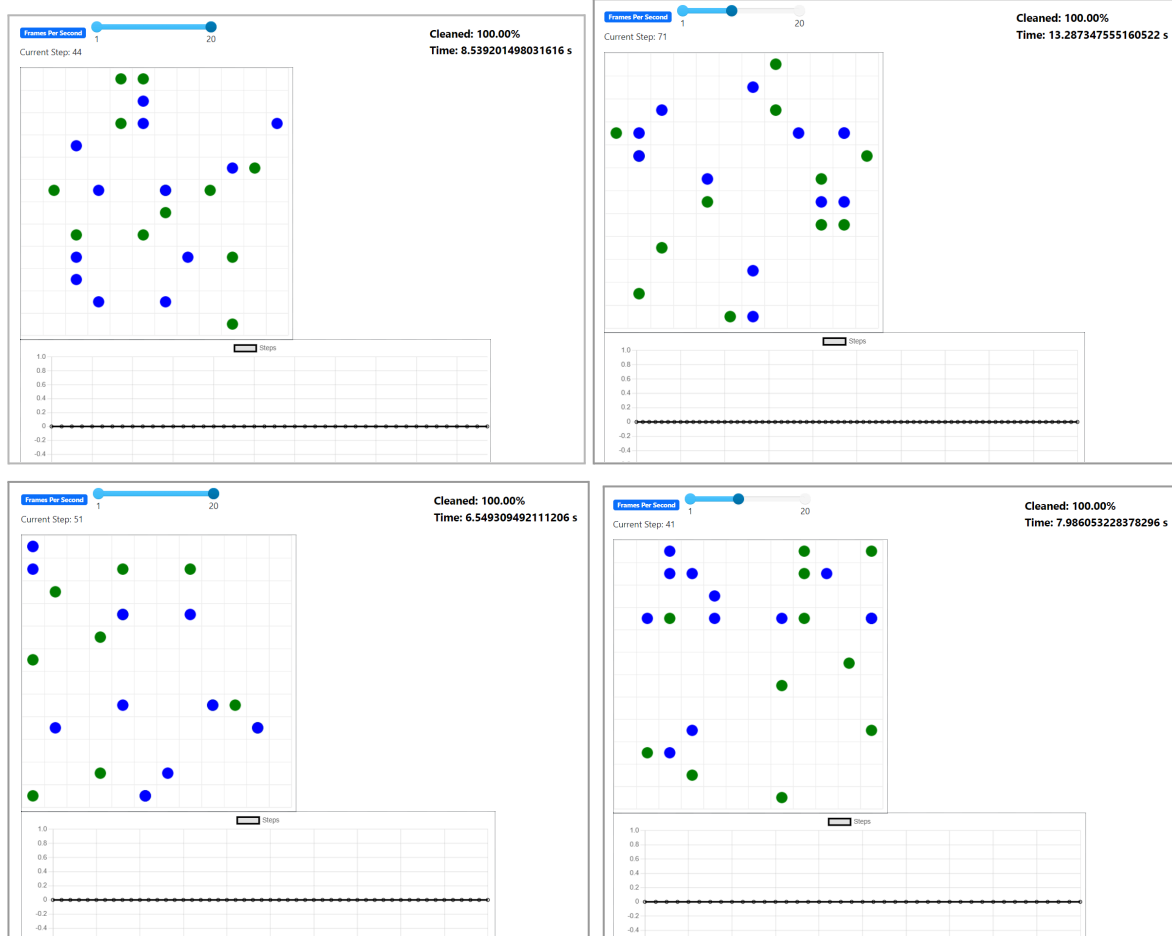 Frames Per Second
1
20
Current Step: 44
Cleaned: 100.00%
Time: 8.539201498031616 s
Steps
1.0
0.8
0.6
0.4
0.2
0
-0.2
-0.4
Frames Per Second
1
20
Current Step: 71
Cleaned: 100.00%
Time: 13.287347555160522 s
Steps
1.0
0.8
0.6
0.4
0.2
0
-0.2
-0.4
Frames Per Second
1
20
Current Step: 51
Cleaned: 100.00%
Time: 6.549309492111206 s
Steps
1.0
0.8
0.6
0.4
0.2
0
-0.2
-0.4
Frames Per Second
1
20
Current Step: 41
Cleaned: 100.00%
Time: 7.986053228378296 s
Steps
1.0
0.8
0.6
0.4
0.2
0
-0.2
-0.4